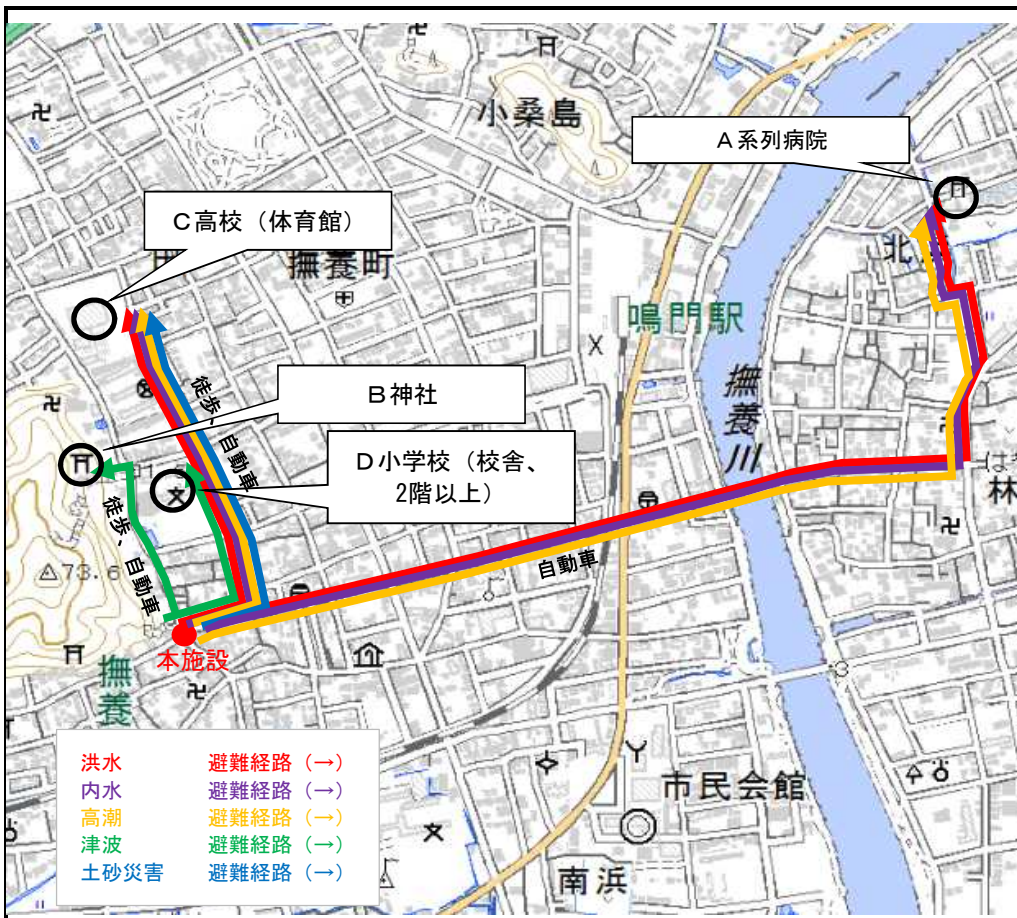 小桑島
A系列病院
C高校（体育館）
撫養町
鳴門駅
B神社
D小学校（校舎、
2階以上）
撫養川
徒歩、自動車
徒歩、自動車
自動車
林
73.6
本施設
撫養
市民会館
南浜
洪水 避難経路（→）
内水 避難経路（→）
高潮 避難経路（→）
津波 避難経路（→）
土砂災害 避難経路（→）